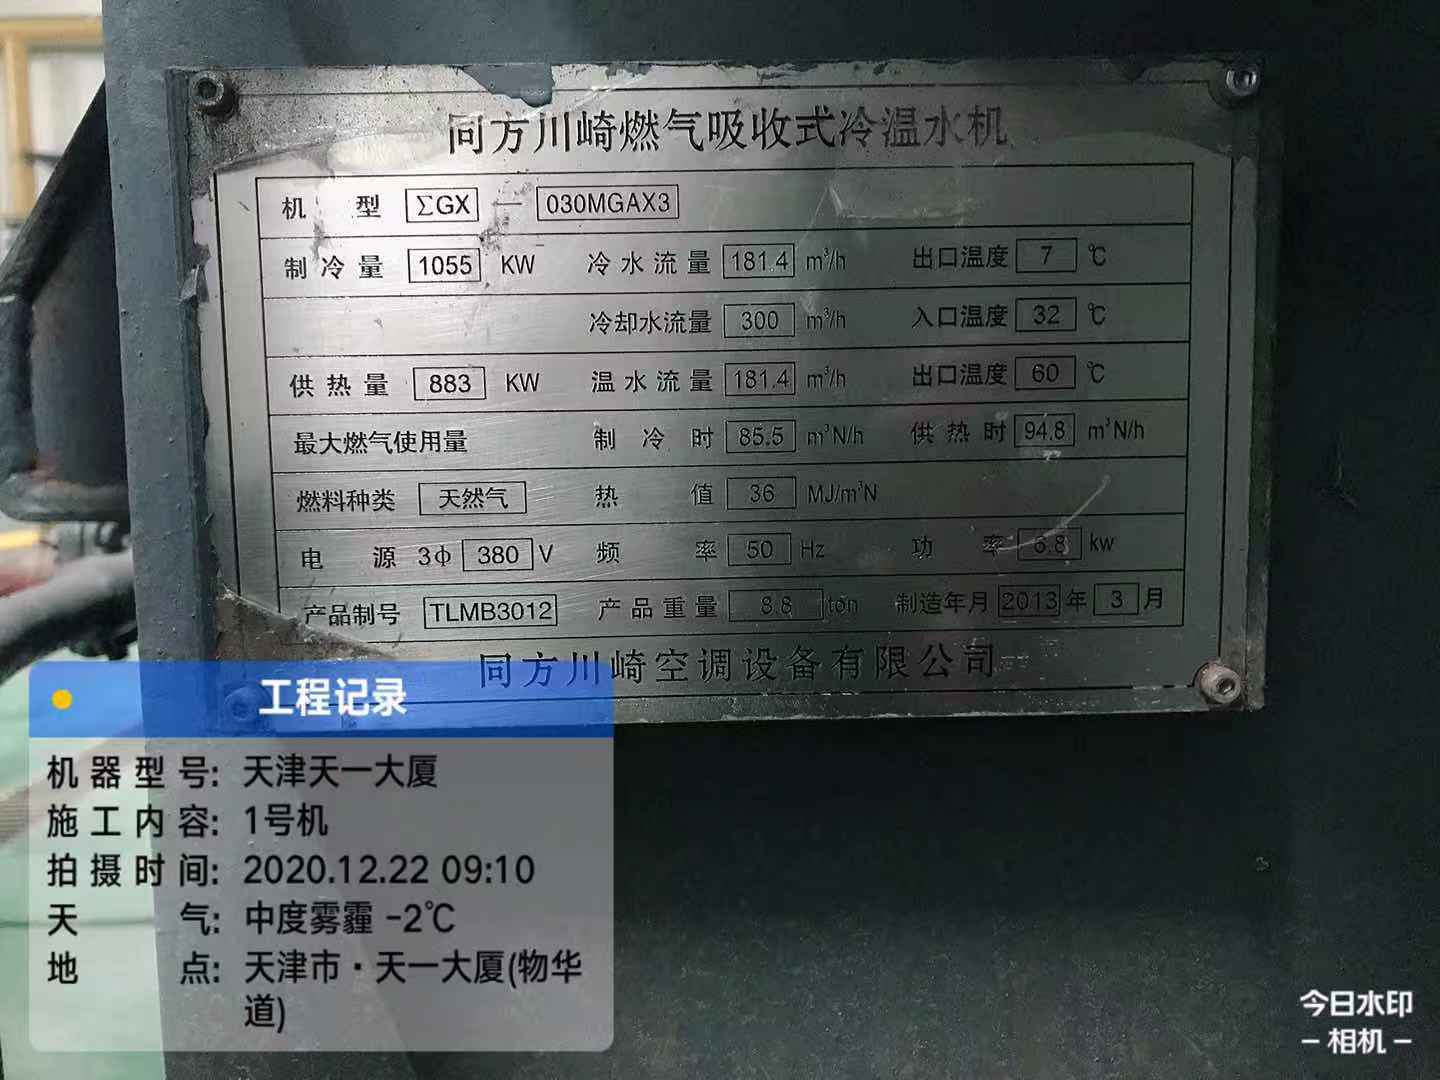 同方川崎燃气吸收式冷温水机
机 型 ΣGX — 030MGAX3
制冷量 1055 KW 冷水流量 181.4 m³/h 出口温度 7 ℃
冷却水流量 300 m³/h 入口温度 32 ℃
供热量 883 KW 温水流量 181.4 m³/h 出口温度 60 ℃
最大燃气使用量 制冷时 85.5 m³N/h 供热时 94.8 m³N/h
燃料种类 天然气 热 值 36 MJ/m³N
电 源 3φ 380 V 频 率 50 Hz 功 率 kw
产品制号 TLMB3012 产品重量 8.8 ton 制造年月 2013 年 3 月
同方川崎空调设备有限公司
工程记录
机器型号: 天津天一大厦
施工内容: 1号机
拍摄时间: 2020.12.22 09:10
天 气: 中度雾霾 -2℃
地 点: 天津市·天一大厦(物华
道)
今日水印
–相机–